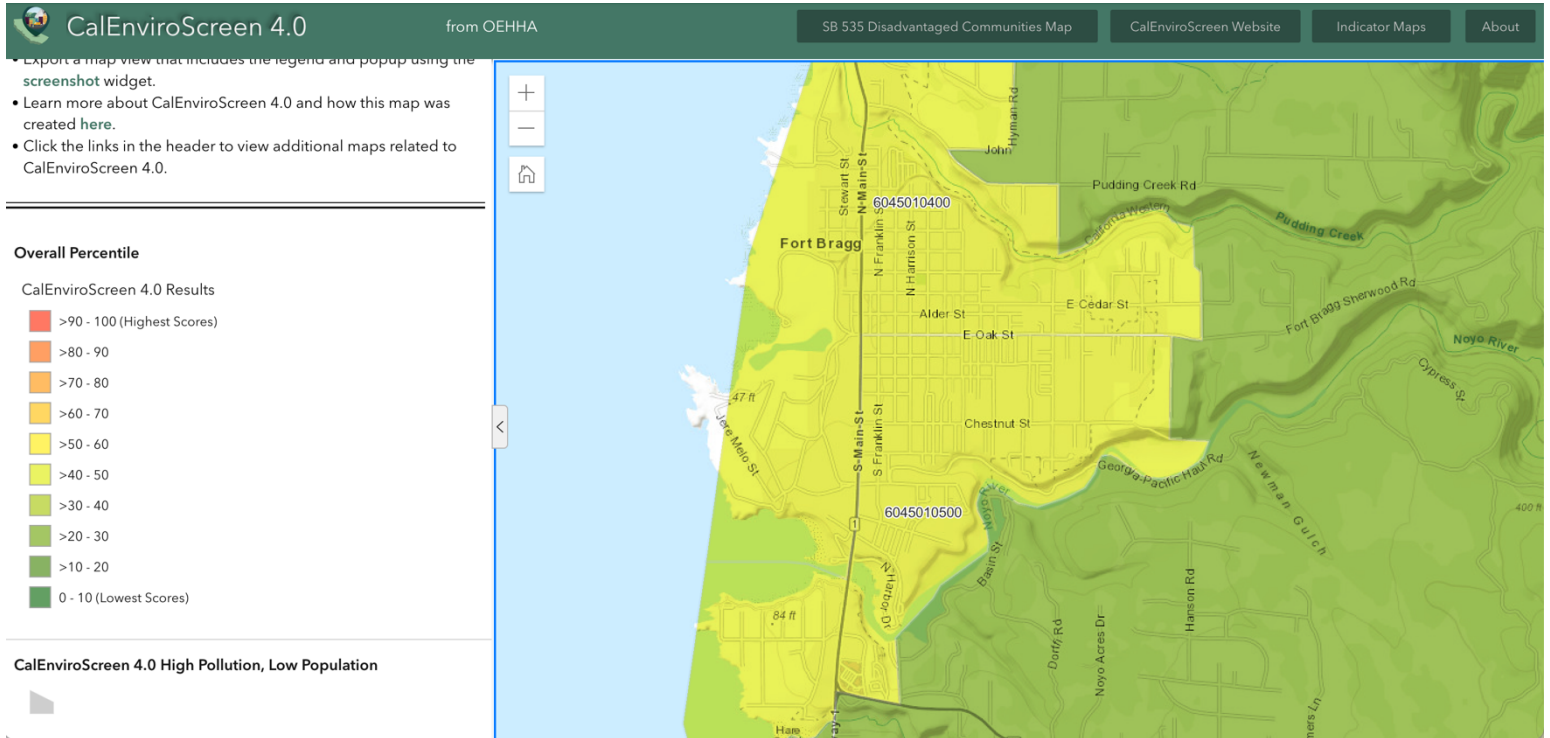 CalEnviroScreen 4.0
from OEHHA
SB 535 Disadvantaged Communities Map
CalEnviroScreen Website
Indicator Maps
About
• Export a map view that includes the legend and popup using the
screenshot widget.
• Learn more about CalEnviroScreen 4.0 and how this map was
created here.
• Click the links in the header to view additional maps related to
CalEnviroScreen 4.0.
Overall Percentile
CalEnviroScreen 4.0 Results
>90 - 100 (Highest Scores)
>80 - 90
>70 - 80
>60 - 70
>50 - 60
>40 - 50
>30 - 40
>20 - 30
>10 - 20
0 - 10 (Lowest Scores)
CalEnviroScreen 4.0 High Pollution, Low Population
John Hyman Rd
Stewart St
N-Main-St
6045010400
Pudding Creek Rd
California Western
Pudding Creek
Fort Bragg
N Franklin S
N Harrison St
E Cedar St
Fort Bragg Sherwood Rd
Alder St
E Oak St
Noyo River
Cypress St
47 ft
Jere Melo St
S-Main-St
S Franklin St
Chestnut St
Georgia-Pacific Haul Rd
Newman Gulch
Noyo River
6045010500
400 ft
1
Basin St
N Harbor Dr
84 ft
Hanson Rd
Dorffi Rd
Noyo Acres Dr
Hare
ay-1
mers Ln